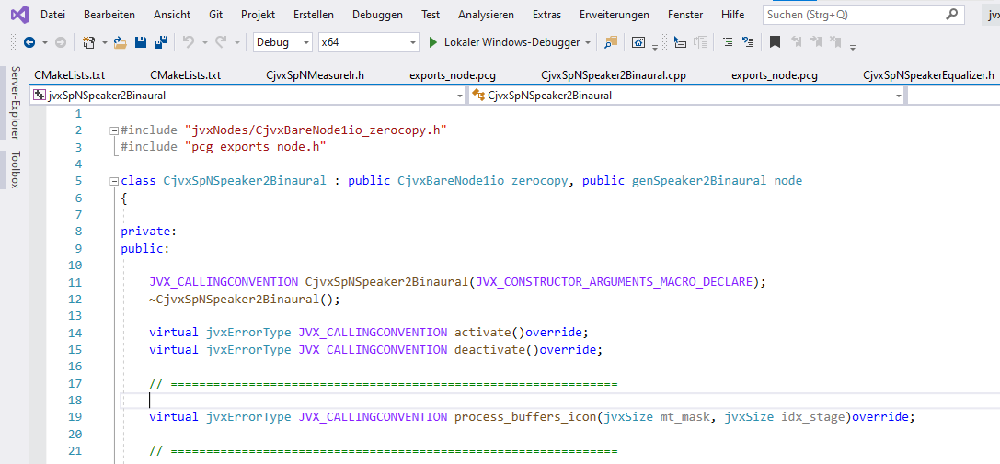 Datei Bearbeiten Ansicht Git Projekt Erstellen Debuggen Test Analysieren Extras Erweiterungen Fenster Hilfe Suchen (Strg+Q) jv
Debug x64 Lokaler Windows-Debugger
CMakeLists.txt CMakeLists.txt CjvxSpNMeasureIr.h exports_node.pcg CjvxSpNSpeaker2Binaural.cpp exports_node.pcg CjvxSpNSpeakerEqualizer.h
Server-Explorer
Toolbox
jvxSpNSpeaker2Binaural CjvxSpNSpeaker2Binaural
1
2 #include "jvxNodes/CjvxBareNode1io_zerocopy.h"
3 #include "pcg_exports_node.h"
4
5 class CjvxSpNSpeaker2Binaural : public CjvxBareNode1io_zerocopy, public genSpeaker2Binaural_node
6 {
7
8 private:
9 public:
10
11 JVX_CALLINGCONVENTION CjvxSpNSpeaker2Binaural(JVX_CONSTRUCTOR_ARGUMENTS_MACRO_DECLARE);
12 ~CjvxSpNSpeaker2Binaural();
13
14 virtual jvxErrorType JVX_CALLINGCONVENTION activate()override;
15 virtual jvxErrorType JVX_CALLINGCONVENTION deactivate()override;
16
17 // ===============================================================
18
19 virtual jvxErrorType JVX_CALLINGCONVENTION process_buffers_icon(jvxSize mt_mask, jvxSize idx_stage)override;
20
21 // ===============================================================